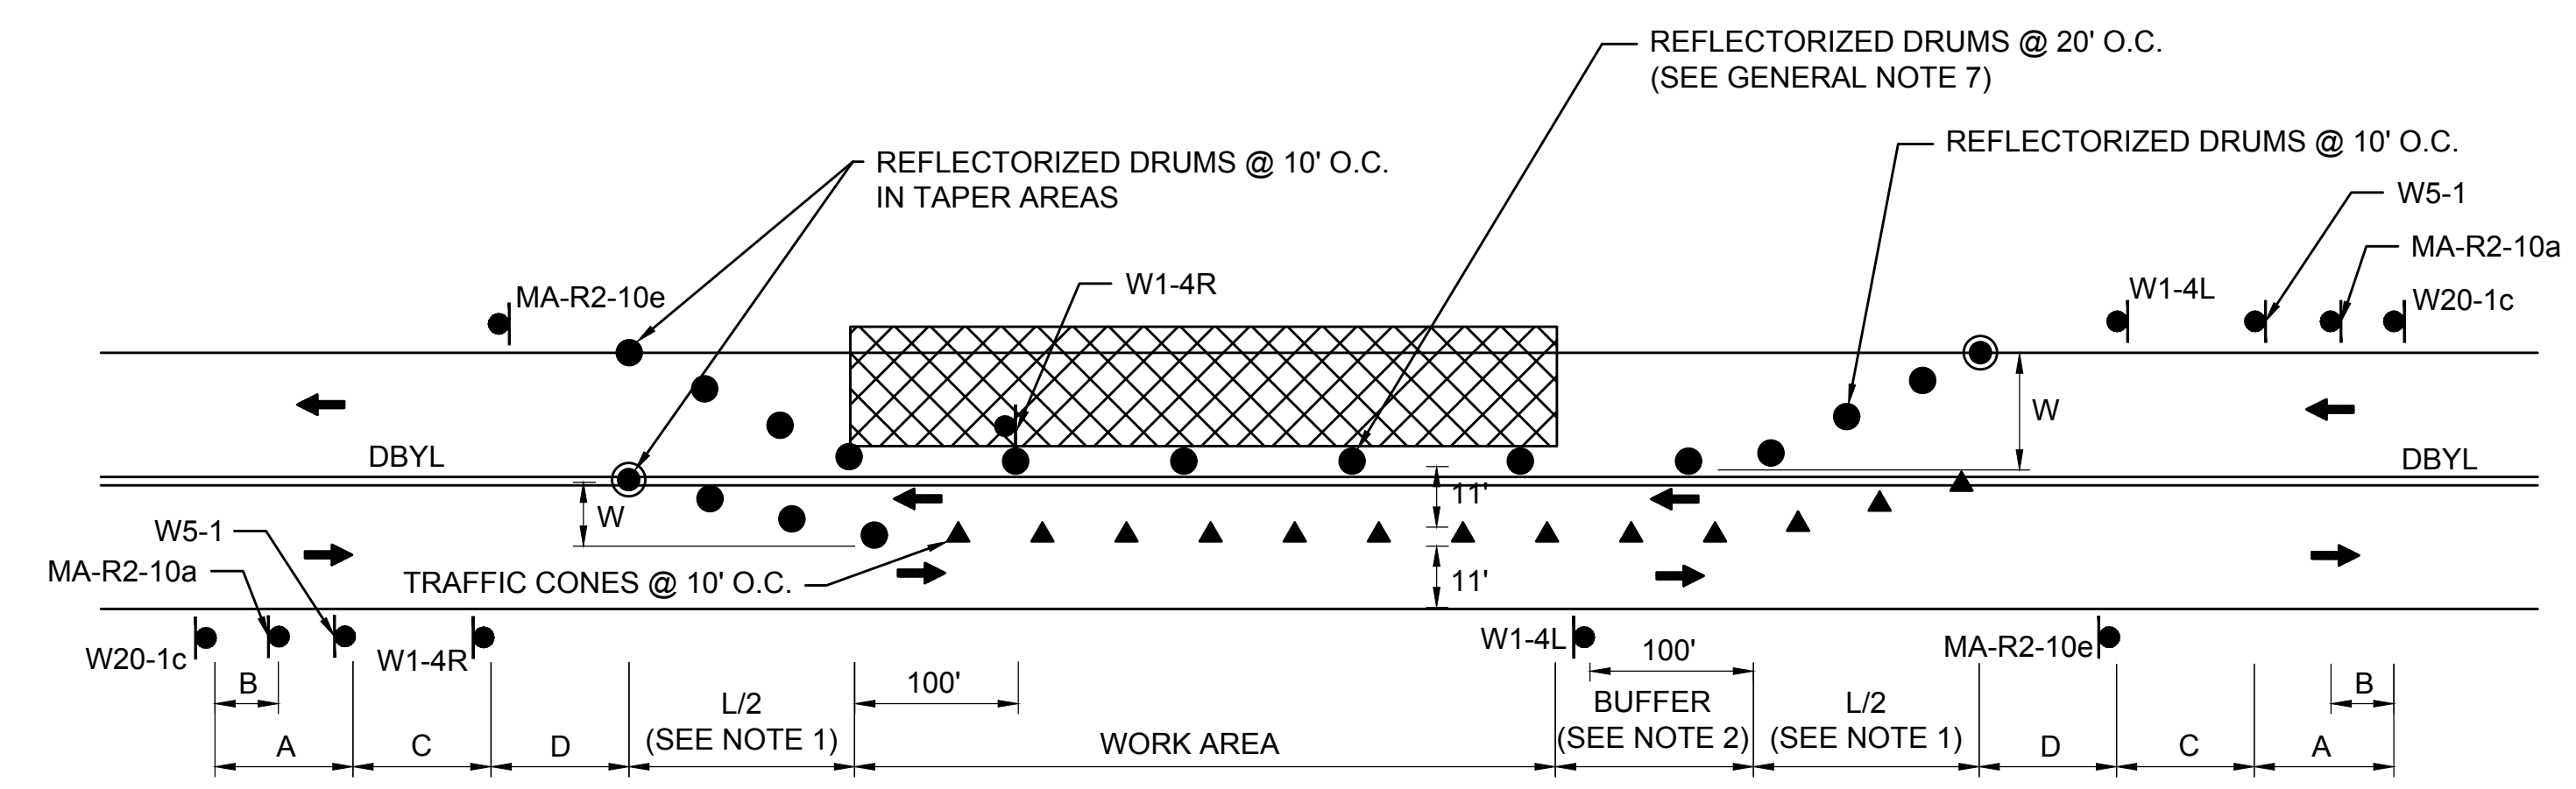 REFLECTORIZED DRUMS @ 20' O.C.
(SEE GENERAL NOTE 7)
REFLECTORIZED DRUMS @ 10' O.C.
REFLECTORIZED DRUMS @ 10' O.C.
IN TAPER AREAS
W5-1
MA-R2-10a
W1-4R
MA-R2-10e
W1-4L
W20-1c
W
DBYL
DBYL
11'
W
W5-1
MA-R2-10a
TRAFFIC CONES @ 10' O.C.
11'
W20-1c
W1-4R
W1-4L
MA-R2-10e
100'
B
100'
B
L/2
(SEE NOTE 1)
BUFFER
(SEE NOTE 2)
L/2
(SEE NOTE 1)
A
C
D
WORK AREA
D
C
A